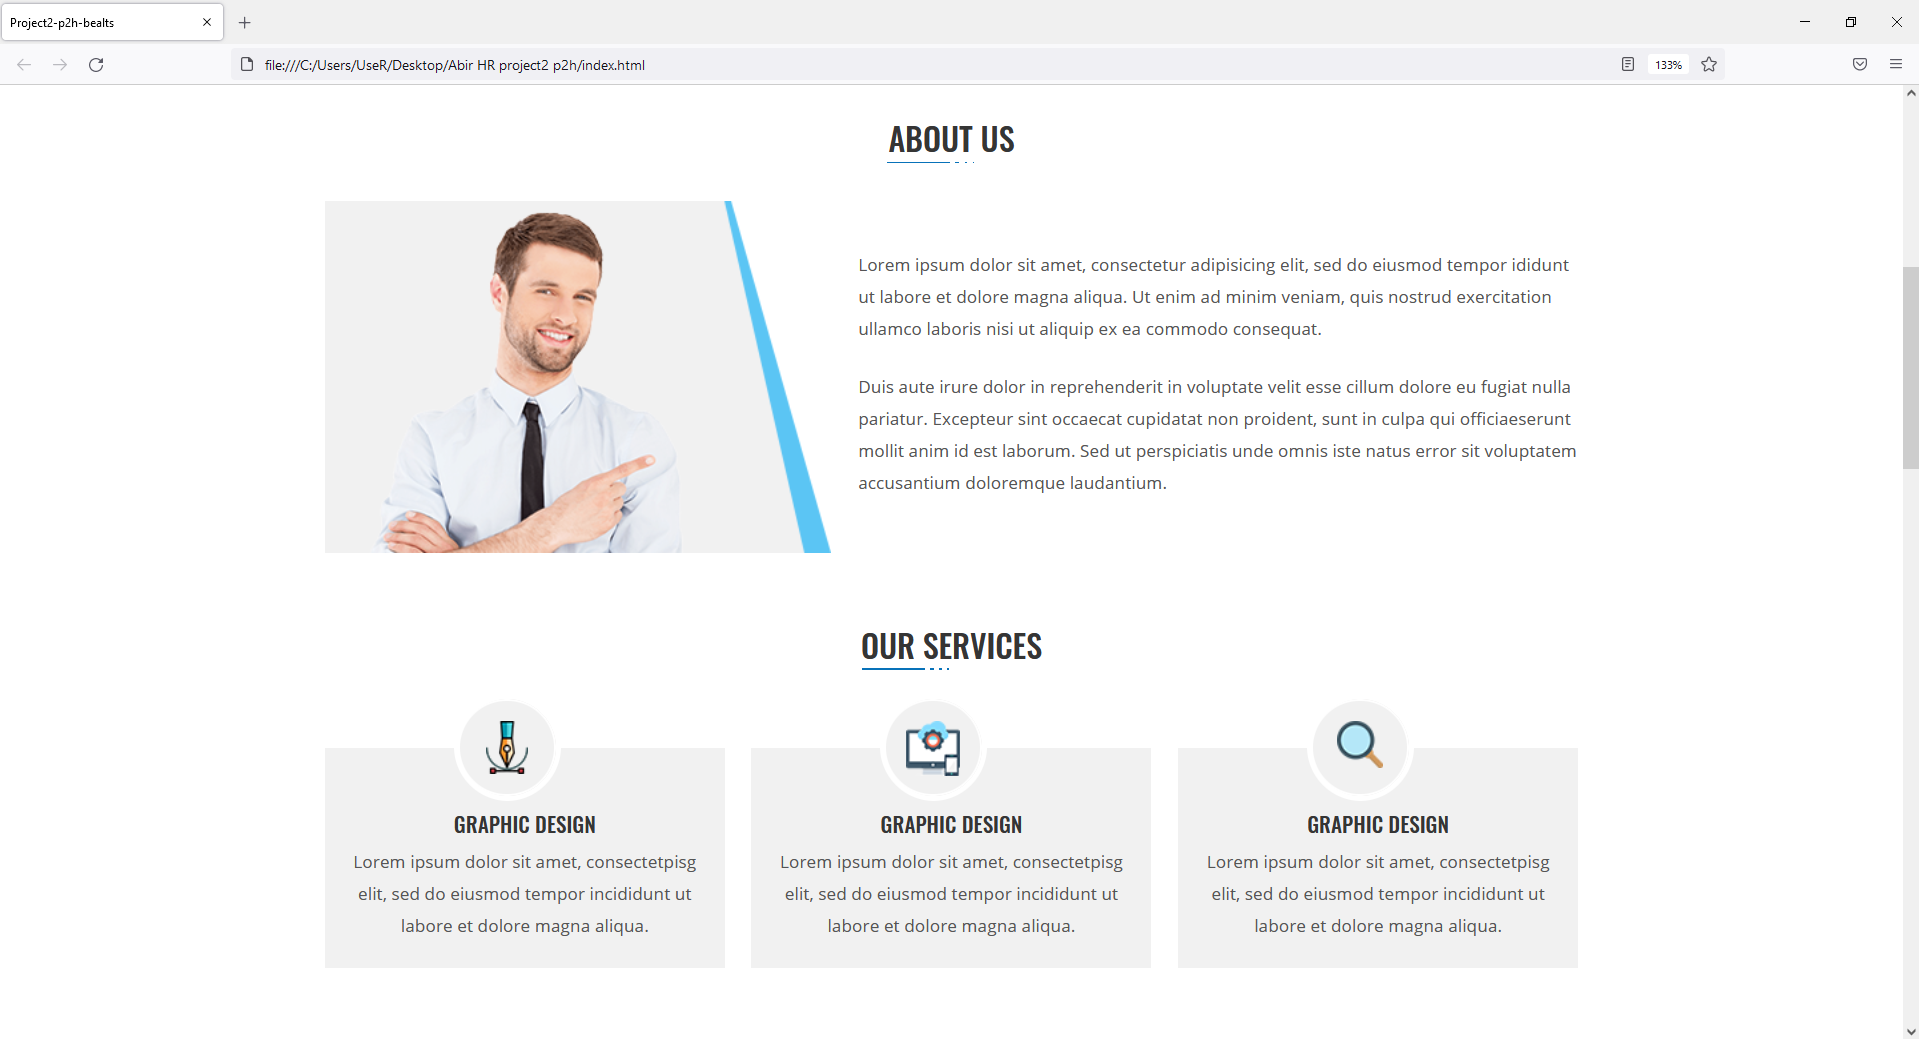 Project2-p2h-bealts
file:///C:/Users/UseR/Desktop/Abir HR project2 p2h/index.html
133%
ABOUT US
Lorem ipsum dolor sit amet, consectetur adipisicing elit, sed do eiusmod tempor ididunt
ut labore et dolore magna aliqua. Ut enim ad minim veniam, quis nostrud exercitation
ullamco laboris nisi ut aliquip ex ea commodo consequat.
Duis aute irure dolor in reprehenderit in voluptate velit esse cillum dolore eu fugiat nulla
pariatur. Excepteur sint occaecat cupidatat non proident, sunt in culpa qui officiaeserunt
mollit anim id est laborum. Sed ut perspiciatis unde omnis iste natus error sit voluptatem
accusantium doloremque laudantium.
OUR SERVICES
GRAPHIC DESIGN
Lorem ipsum dolor sit amet, consectetpisg
elit, sed do eiusmod tempor incididunt ut
labore et dolore magna aliqua.
GRAPHIC DESIGN
Lorem ipsum dolor sit amet, consectetpisg
elit, sed do eiusmod tempor incididunt ut
labore et dolore magna aliqua.
GRAPHIC DESIGN
Lorem ipsum dolor sit amet, consectetpisg
elit, sed do eiusmod tempor incididunt ut
labore et dolore magna aliqua.